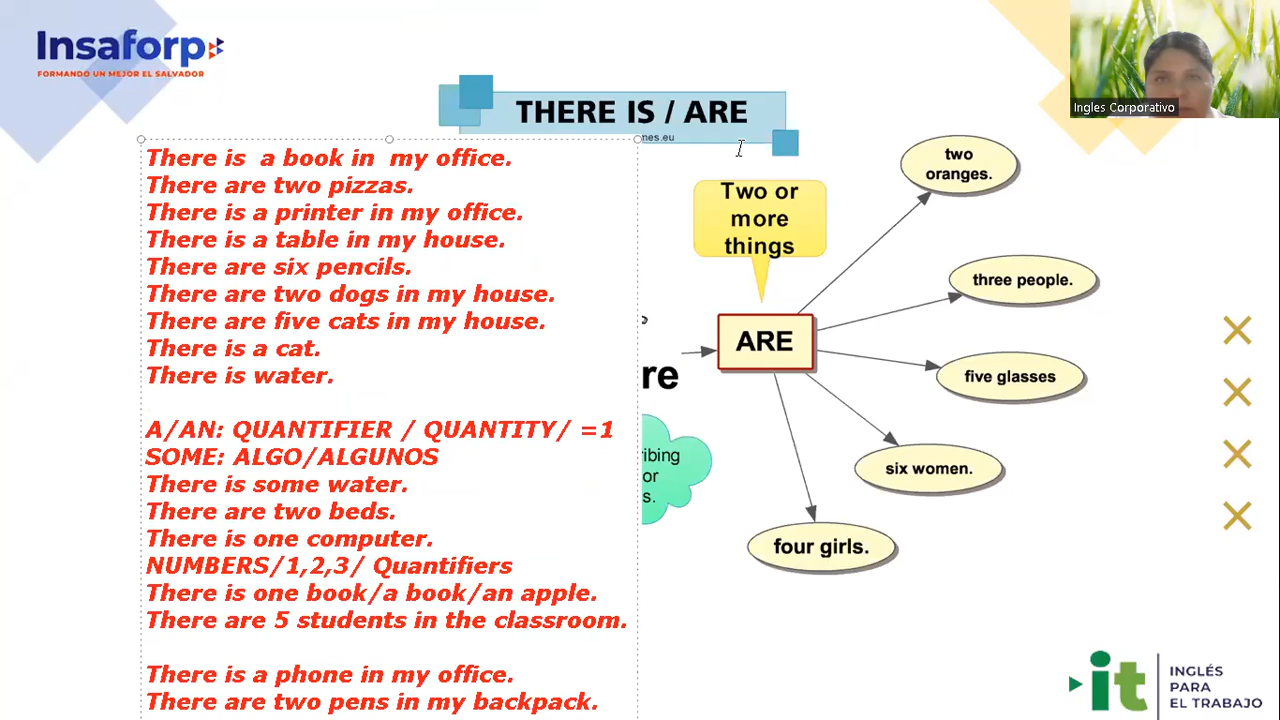 Insaforp
FORMANDO UN MEJOR EL SALVADOR
Ingles Corporativo
THERE IS / ARE
mes.eu
There is  a book in  my office.
There are two pizzas.
There is a printer in my office.
There is a table in my house.
There are six pencils.
There are two dogs in my house.
There are five cats in my house.
There is a cat.
There is water.
A/AN: QUANTIFIER / QUANTITY/ =1
SOME: ALGO/ALGUNOS
There is some water.
There are two beds.
There is one computer.
NUMBERS/1,2,3/ Quantifiers
There is one book/a book/an apple.
There are 5 students in the classroom.
There is a phone in my office.
There are two pens in my backpack.
Two or
more
things
re
ARE
ibing
or
s.
two
oranges.
three people.
five glasses
six women.
four girls.
it
INGLÉS
PARA
EL TRABAJO